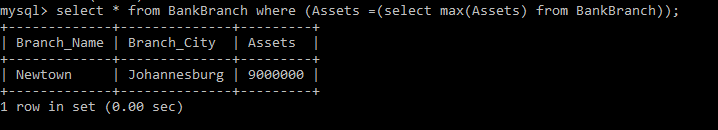 mysql> select * from BankBranch where (Assets =(select max(Assets) from BankBranch));
+-------------+--------------+---------+
| Branch_Name | Branch_City  | Assets  |
+-------------+--------------+---------+
| Newtown     | Johannesburg | 9000000 |
+-------------+--------------+---------+
1 row in set (0.00 sec)